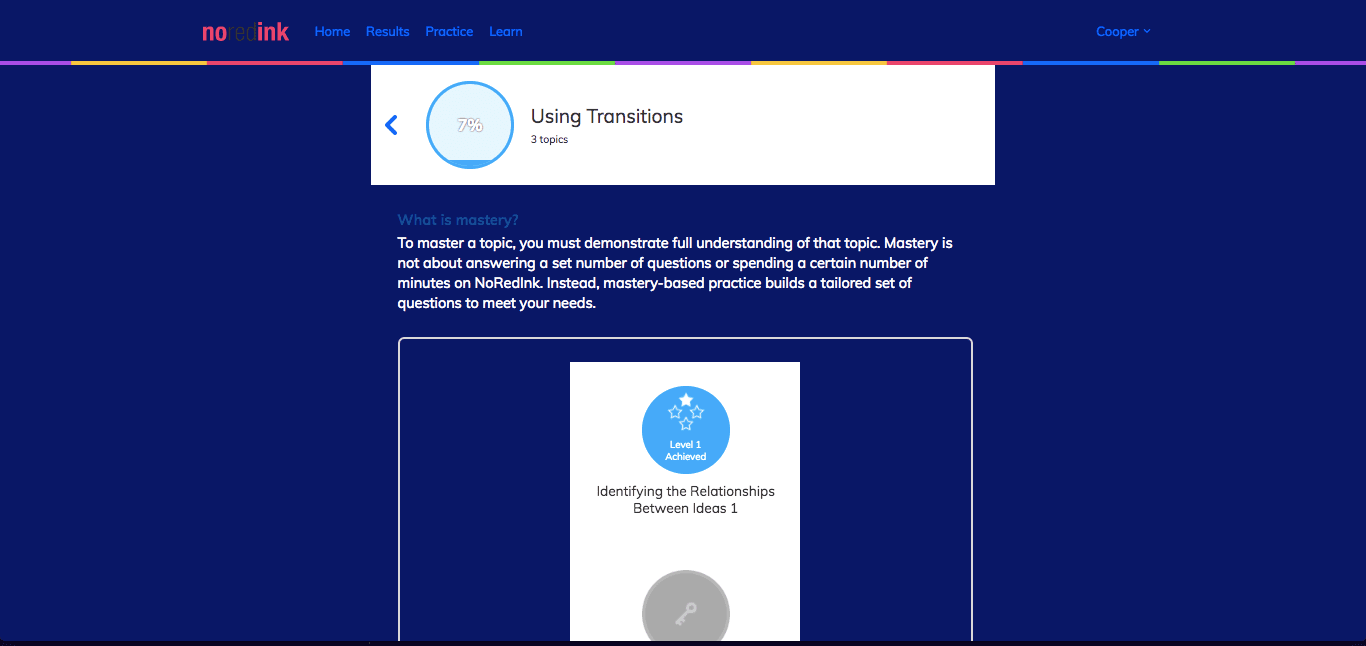 noredink Home Results Practice Learn Cooper
7%
Using Transitions
3 topics
What is mastery?
To master a topic, you must demonstrate full understanding of that topic. Mastery is
not about answering a set number of questions or spending a certain number of
minutes on NoRedInk. Instead, mastery-based practice builds a tailored set of
questions to meet your needs.
Level 1
Achieved
Identifying the Relationships
Between Ideas 1